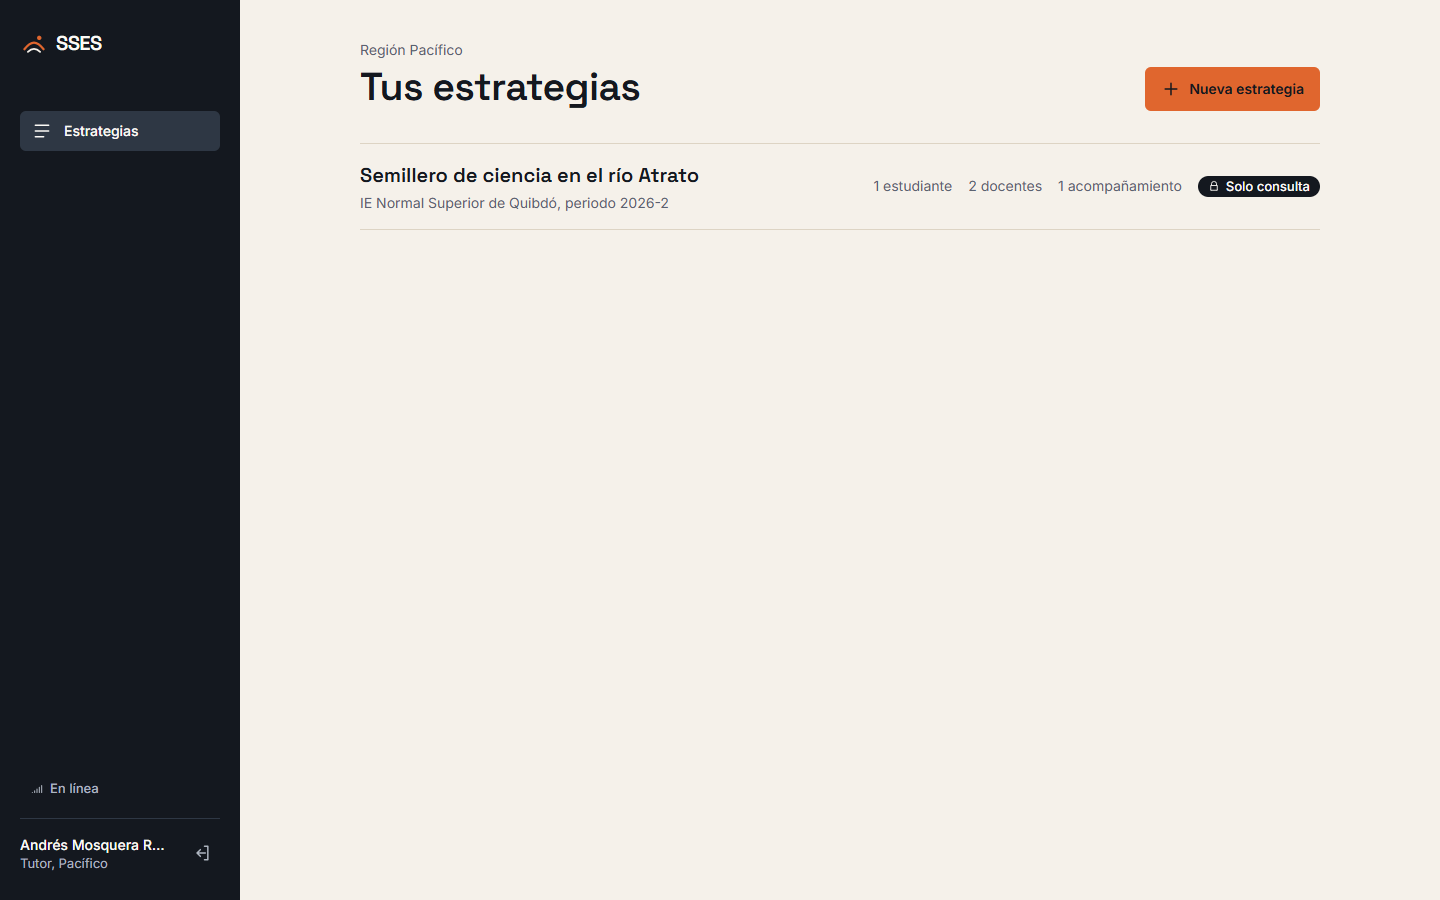 SSES
Estrategias
Región Pacífico
Tus estrategias
Nueva estrategia
Semillero de ciencia en el río Atrato
IE Normal Superior de Quibdó, periodo 2026-2
1 estudiante 2 docentes 1 acompañamiento Solo consulta
En línea
Andrés Mosquera R...
Tutor, Pacífico